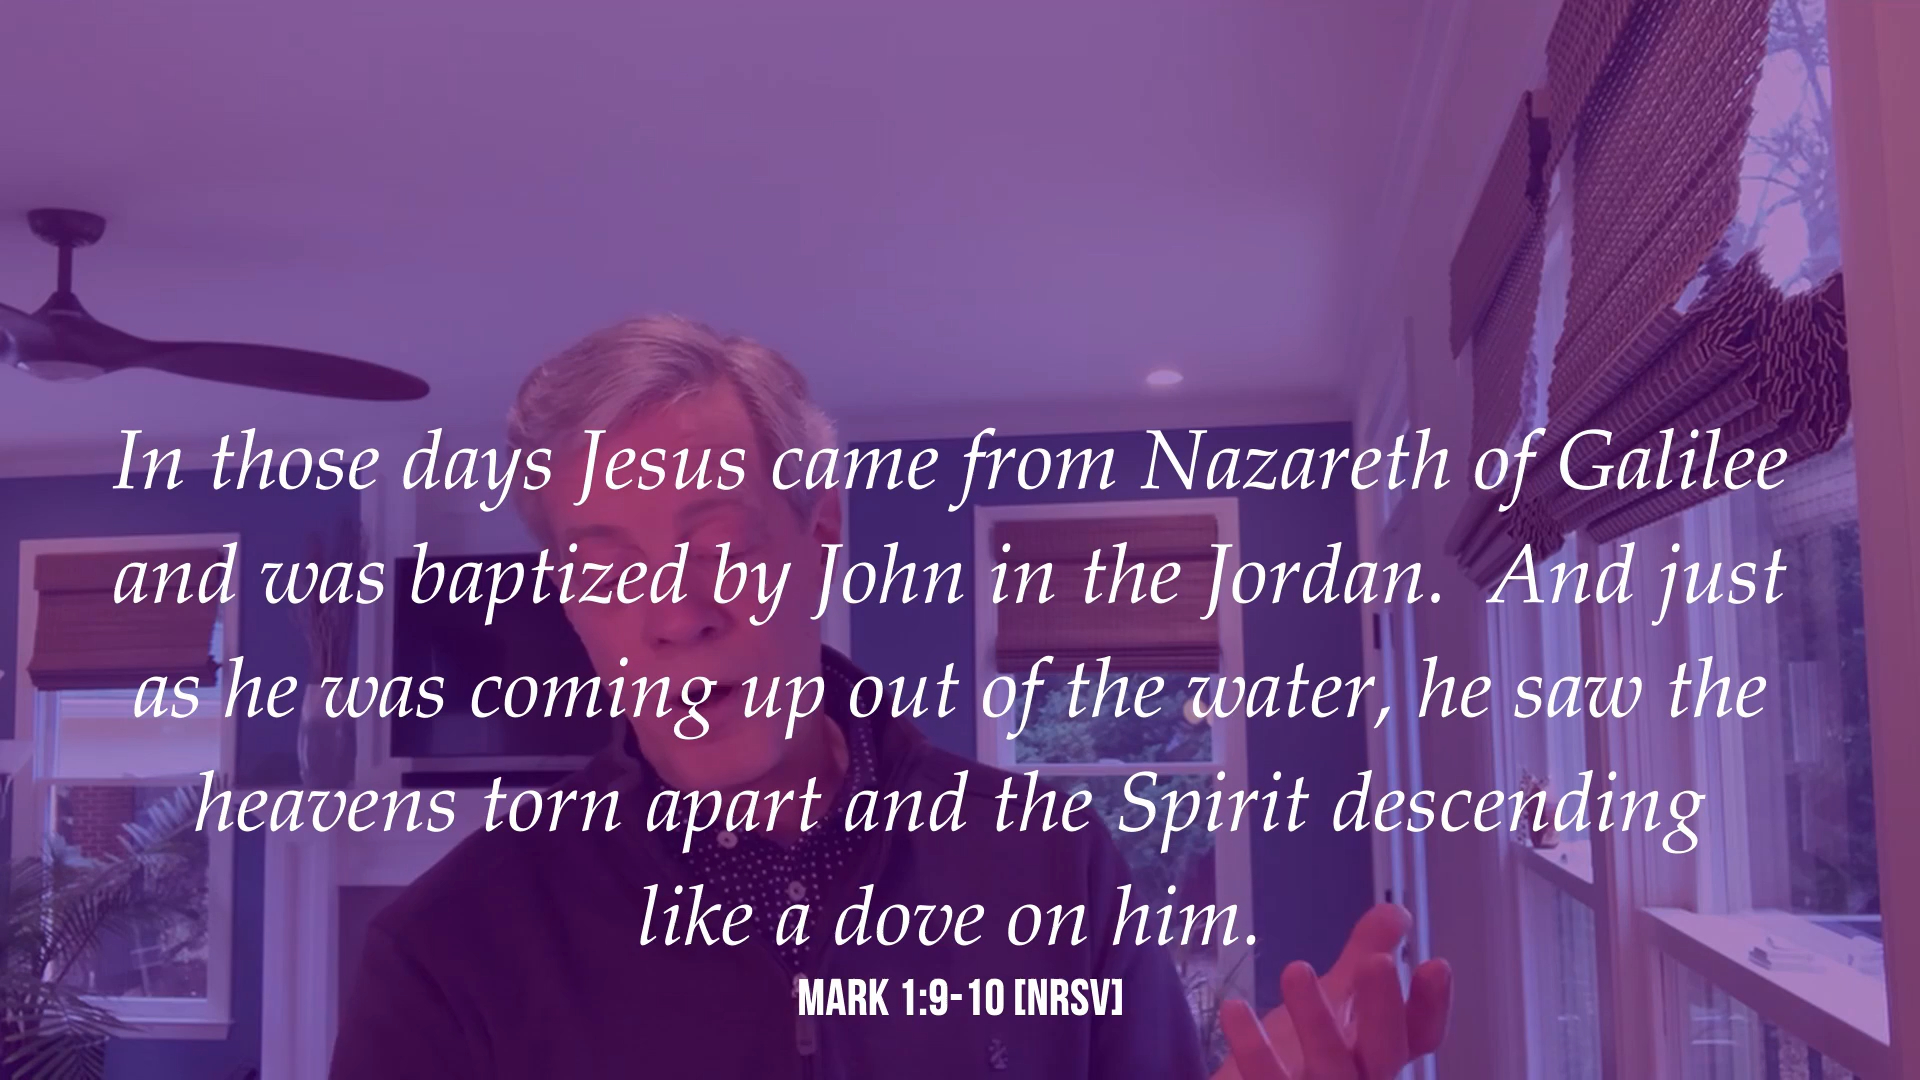 In those days Jesus came from Nazareth of Galilee
and was baptized by John in the Jordan.  And just
as he was coming up out of the water, he saw the
heavens torn apart and the Spirit descending
like a dove on him.
MARK 1:9-10 [NRSV]